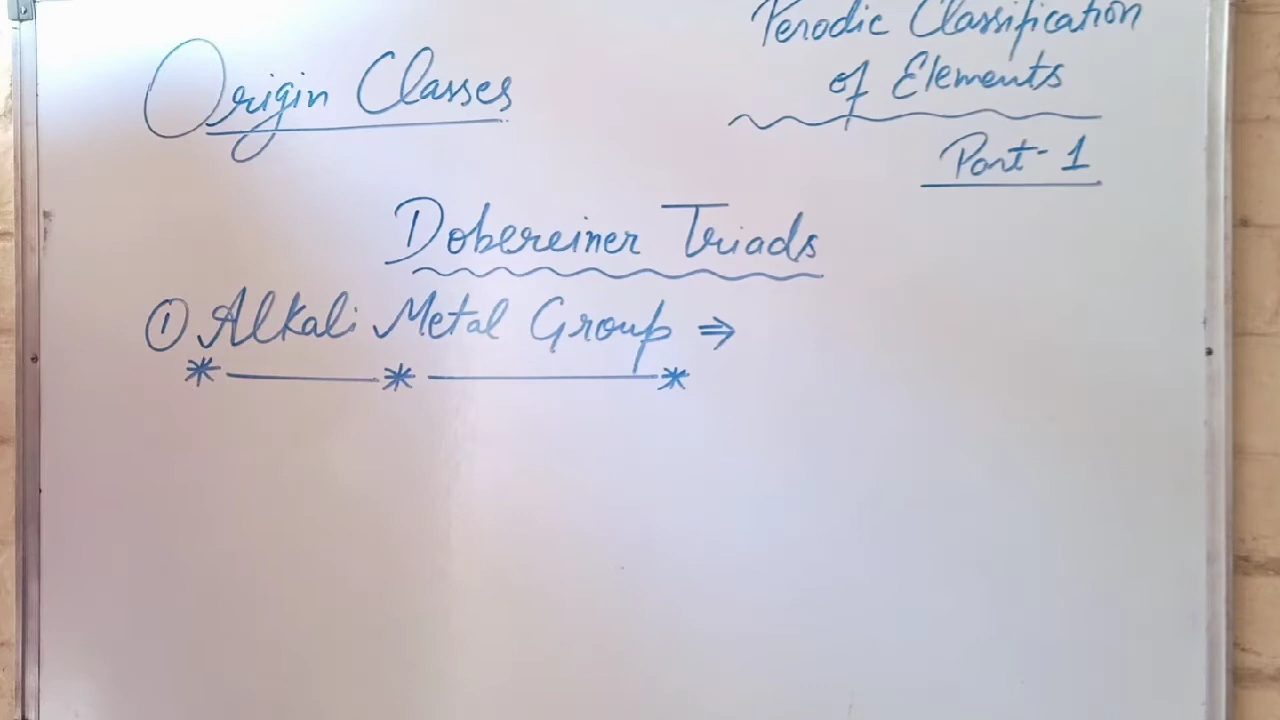 Origin Classes
Perodic Classification
of Elements
Part-1
Dobereiner Triads
① Alkali Metal Group ⇒